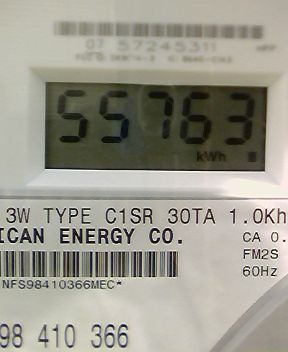 07 57245311
55763
kWh
3W TYPE C1SR 30TA 1.0Kh
ICAN ENERGY CO.
CA 0.
FM2S
60Hz
NFS98410366MEC*
98 410 366